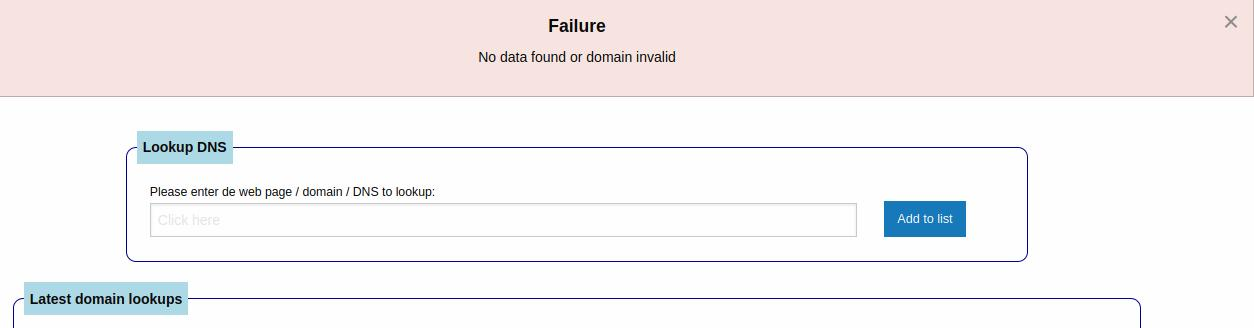 Failure
No data found or domain invalid
Lookup DNS
Please enter de web page / domain / DNS to lookup:
Click here
Add to list
Latest domain lookups